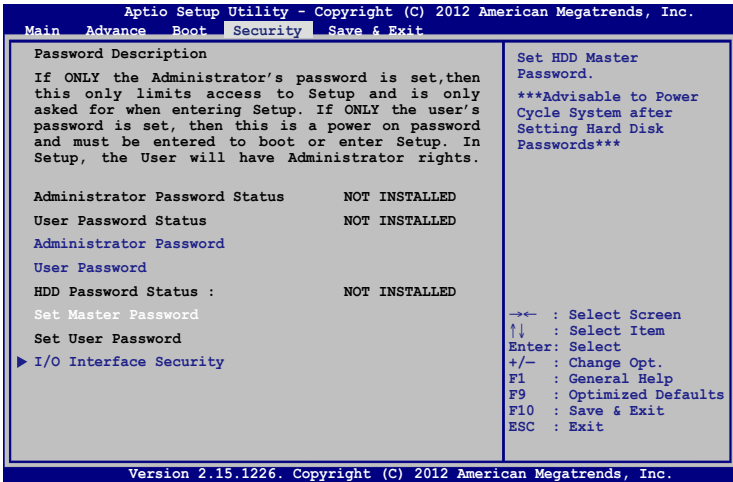 Aptio Setup Utility - Copyright (C) 2012 American Megatrends, Inc.
Main Advance Boot Security Save & Exit
Password Description
If ONLY the Administrator's password is set,then
this only limits access to Setup and is only
asked for when entering Setup. If ONLY the user's
password is set, then this is a power on password
and must be entered to boot or enter Setup. In
Setup, the User will have Administrator rights.
Administrator Password Status NOT INSTALLED
User Password Status NOT INSTALLED
Administrator Password
User Password
HDD Password Status : NOT INSTALLED
Set Master Password
Set User Password
I/O Interface Security
Set HDD Master
Password.
***Advisable to Power
Cycle System after
Setting Hard Disk
Passwords***
→← : Select Screen
↑↓ : Select Item
Enter: Select
+/— : Change Opt.
F1 : General Help
F9 : Optimized Defaults
F10 : Save & Exit
ESC : Exit
Version 2.15.1226. Copyright (C) 2012 American Megatrends, Inc.